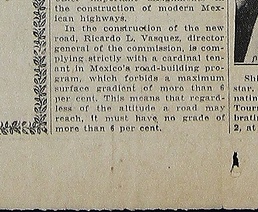 the construction of modern Mex-
ican highways.
In the construction of the new
road, Ricardo L. Vasquez, director
general of the commission, is com-
plying strictly with a cardinal ten-
ant in Mexico's road-building pro-
gram, which forbids a maximum
surface gradient of more than 6
per cent. This means that regard-
less of the altitude a road may
reach, it must have no grade of
more than 6 per cent.
Shi
star.
natin
Tourn
bratin
2, at